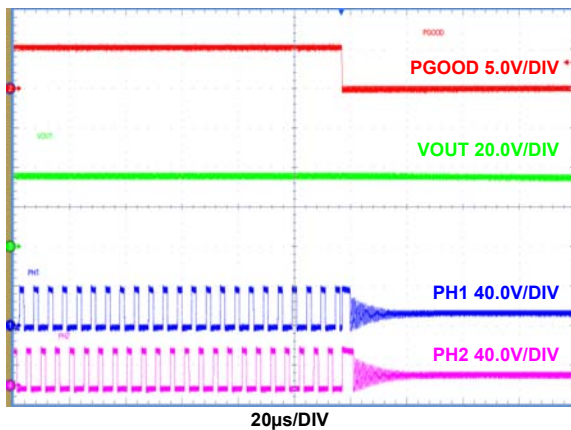 PGOOD
PGOOD 5.0V/DIV
2
VOUT
VOUT 20.0V/DIV
PH1
PH1 40.0V/DIV
PH2
PH2 40.0V/DIV
20µs/DIV